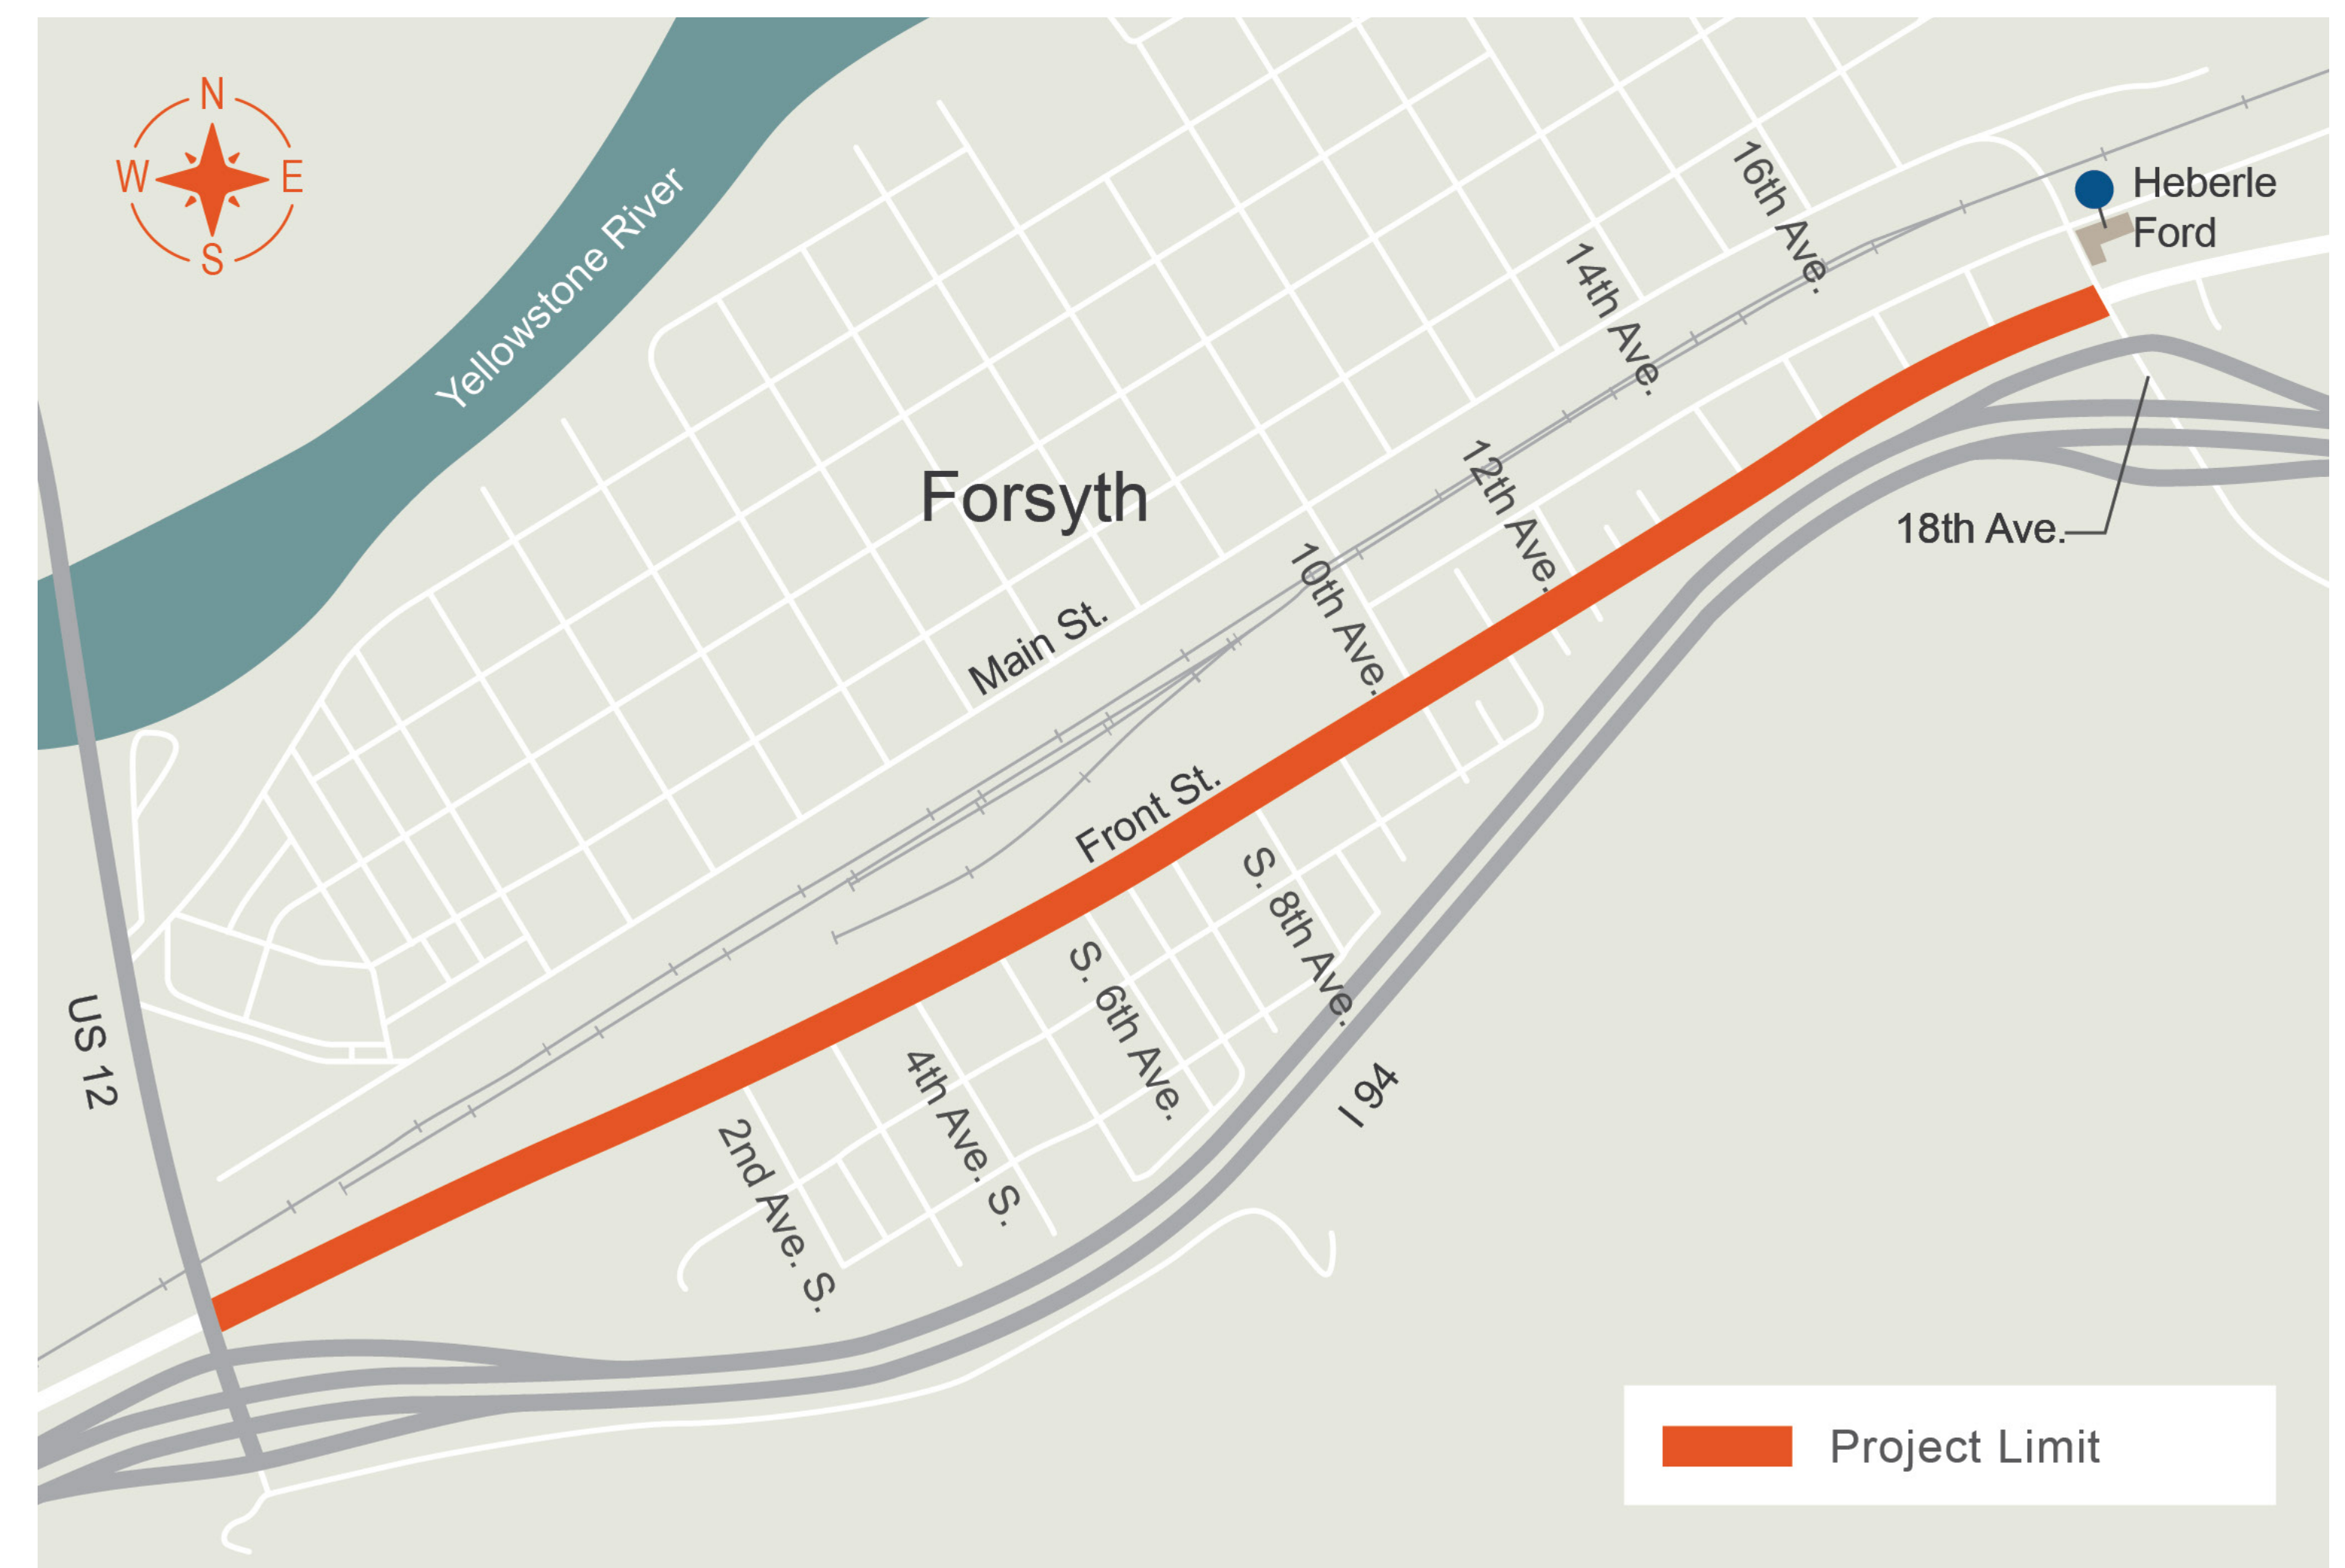 N
W
E
S
Yellowstone River
16th Ave.
Heberle
Ford
14th Ave.
Forsyth
12th Ave.
18th Ave.
10th Ave.
Main St.
Front St.
S. 8th Ave.
S. 6th Ave.
US 12
4th Ave. S.
I 94
2nd Ave. S.
Project Limit